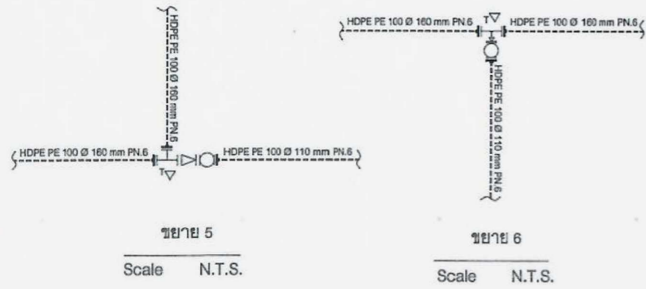 HDPE PE 100 Ø 160 mm PN.6
HDPE PE 100 Ø 160 mm PN.6
T
HDPE PE 100 Ø 110 mm PN.6
ขยาย 5
Scale N.T.S.
HDPE PE 100 Ø 160 mm PN.6
T
HDPE PE 100 Ø 160 mm PN.6
HDPE PE 100 Ø 110 mm PN.6
ขยาย 6
Scale N.T.S.